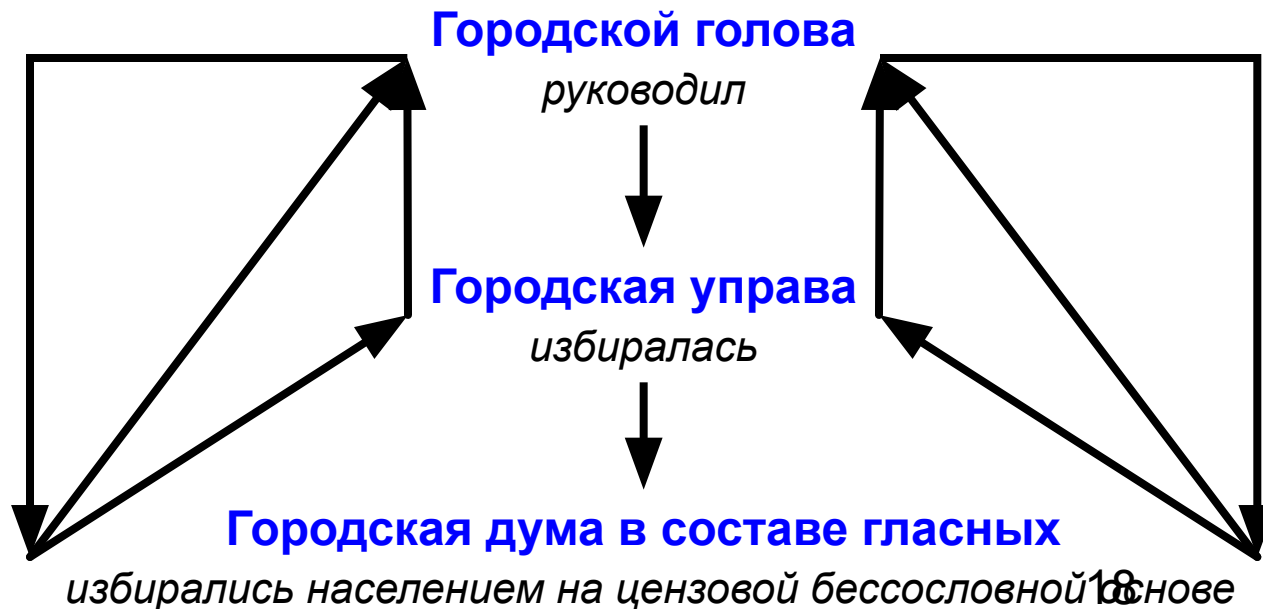 Городской голова
руководил
Городская управа
избиралась
Городская дума в составе гласных
избирались населением на цензовой бессословной основе
18